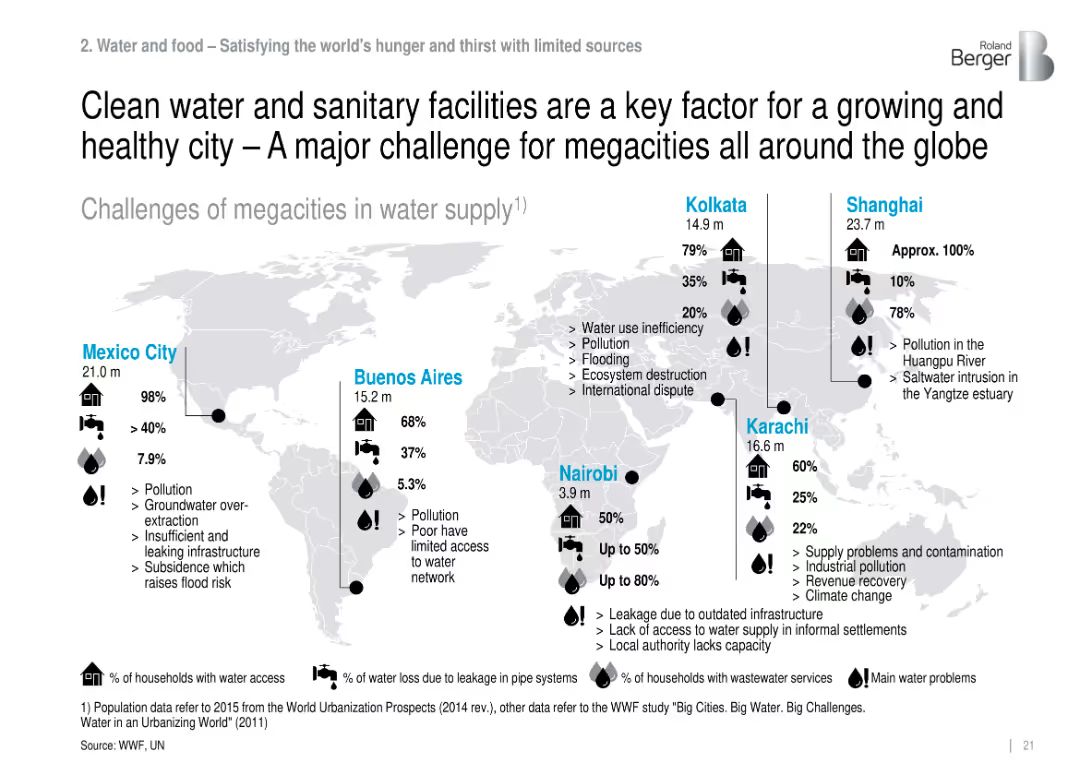 2. Water and food – Satisfying the world's hunger and thirst with limited sources
Roland
Berger
Clean water and sanitary facilities are a key factor for a growing and
healthy city – A major challenge for megacities all around the globe
Challenges of megacities in water supply1)
Mexico City
21.0 m
98%
> 40%
7.9%
> Pollution
> Groundwater over-
extraction
> Insufficient and
leaking infrastructure
> Subsidence which
raises flood risk
Buenos Aires
15.2 m
68%
37%
5.3%
> Pollution
> Poor have
limited access
to water
network
Kolkata
14.9 m
79%
35%
20%
> Water use inefficiency
> Pollution
> Flooding
> Ecosystem destruction
> International dispute
Shanghai
23.7 m
Approx. 100%
10%
78%
> Pollution in the
Huangpu River
> Saltwater intrusion in
the Yangtze estuary
Nairobi
3.9 m
50%
Up to 50%
Up to 80%
> Leakage due to outdated infrastructure
> Lack of access to water supply in informal settlements
> Local authority lacks capacity
Karachi
16.6 m
60%
25%
22%
> Supply problems and contamination
> Industrial pollution
> Revenue recovery
> Climate change
% of households with water access
% of water loss due to leakage in pipe systems
% of households with wastewater services
Main water problems
1) Population data refer to 2015 from the World Urbanization Prospects (2014 rev.), other data refer to the WWF study "Big Cities. Big Water. Big Challenges.
Water in an Urbanizing World" (2011)
Source: WWF, UN
21